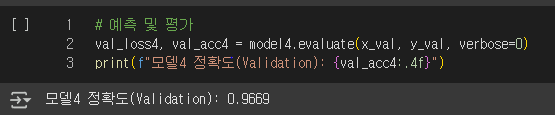 [ ]
1 # 예측 및 평가
2 val_loss4, val_acc4 = model4.evaluate(x_val, y_val, verbose=0)
3 print(f"모델4 정확도(Validation): {val_acc4:.4f}")
모델4 정확도(Validation): 0.9669